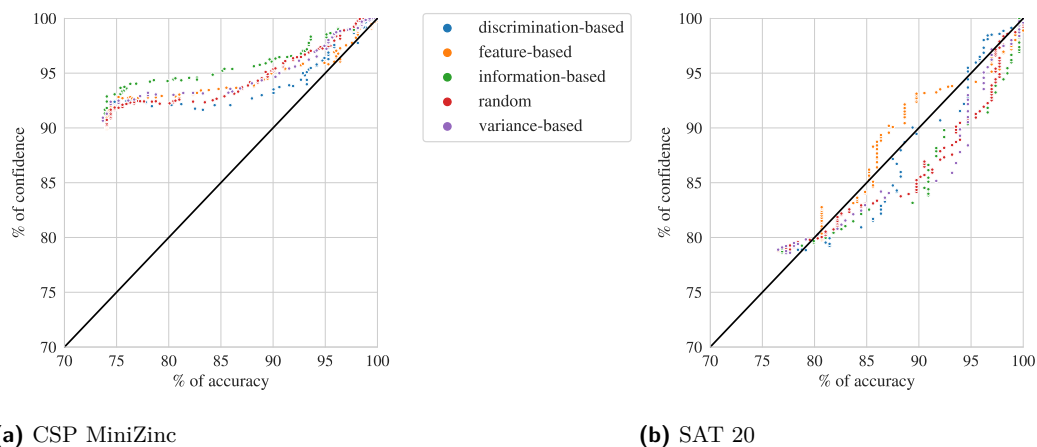 100
95
90
85
80
75
70
% of confidence
70 75 80 85 90 95 100
% of accuracy
discrimination-based
feature-based
information-based
random
variance-based
100
95
90
85
80
75
70
% of confidence
70 75 80 85 90 95 100
% of accuracy
(a) CSP MiniZinc
(b) SAT 20